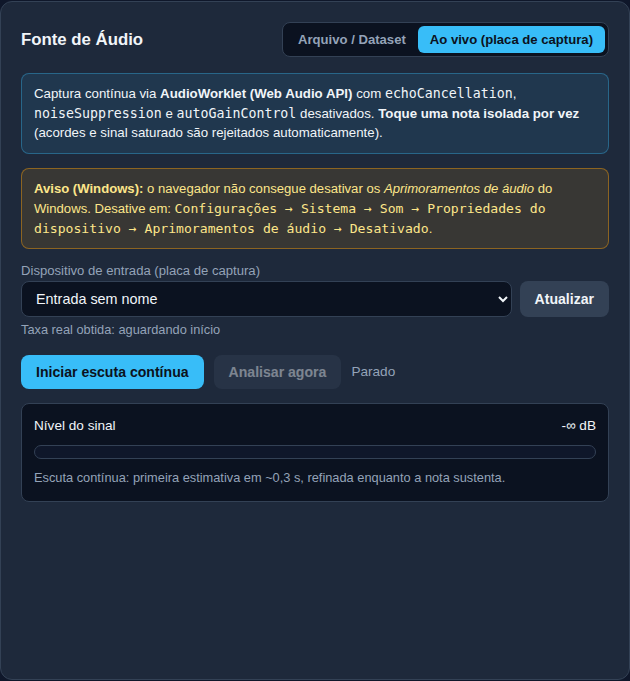 Fonte de Áudio
Arquivo / Dataset
Ao vivo (placa de captura)
Captura contínua via AudioWorklet (Web Audio API) com echoCancellation,
noiseSuppression e autoGainControl desativados. Toque uma nota isolada por vez
(acordes e sinal saturado são rejeitados automaticamente).
Aviso (Windows): o navegador não consegue desativar os Aprimoramentos de áudio do
Windows. Desative em: Configurações → Sistema → Som → Propriedades do
dispositivo → Aprimoramentos de áudio → Desativado.
Dispositivo de entrada (placa de captura)
Entrada sem nome
Atualizar
Taxa real obtida: aguardando início
Iniciar escuta contínua
Analisar agora
Parado
Nível do sinal
-∞ dB
Escuta contínua: primeira estimativa em ~0,3 s, refinada enquanto a nota sustenta.